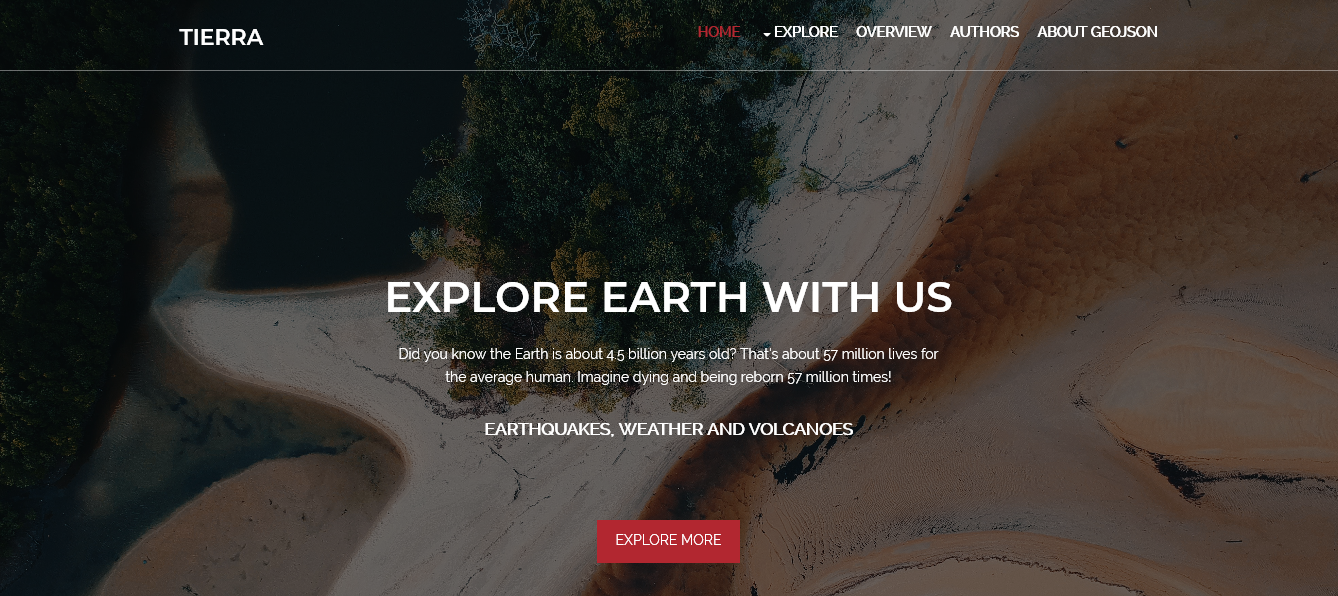 TIERRA
HOME EXPLORE OVERVIEW AUTHORS ABOUT GEOJSON
EXPLORE EARTH WITH US
Did you know the Earth is about 4.5 billion years old? That's about 57 million lives for
the average human. Imagine dying and being reborn 57 million times!
EARTHQUAKES, WEATHER AND VOLCANOES
EXPLORE MORE